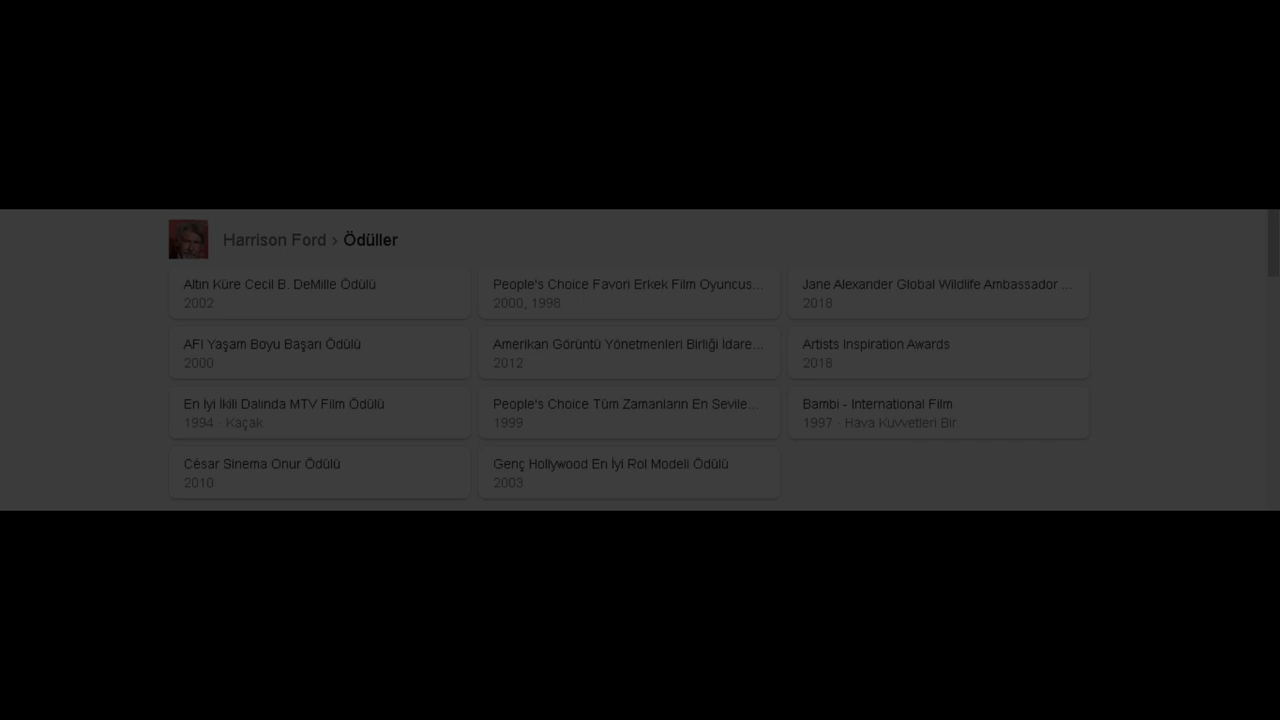 Harrison Ford > Ödüller
Altın Küre Cecil B. DeMille Ödülü
2002
People's Choice Favori Erkek Film Oyuncus...
2000, 1998
Jane Alexander Global Wildlife Ambassador ...
2018
AFI Yaşam Boyu Başarı Ödülü
2000
Amerikan Görüntü Yönetmenleri Birliği İdare...
2012
Artists Inspiration Awards
2018
En İyi İkili Dalında MTV Film Ödülü
1994 · Kaçak
People's Choice Tüm Zamanların En Sevile...
1999
Bambi - International Film
1997 · Hava Kuvvetleri Bir
César Sinema Onur Ödülü
2010
Genç Hollywood En İyi Rol Modeli Ödülü
2003